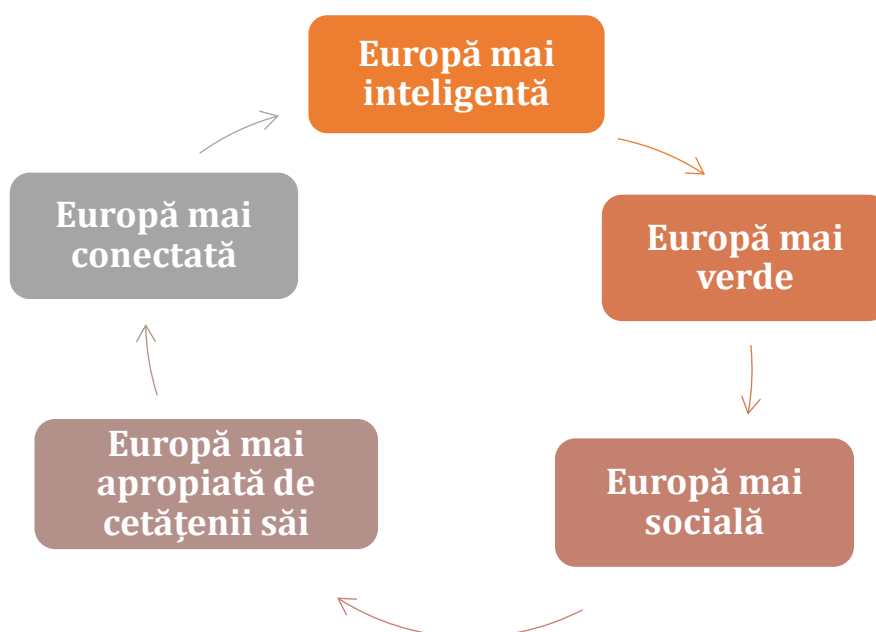 Europă mai
inteligentă
Europă mai
verde
Europă mai
socială
Europă mai
apropiată de
cetățenii săi
Europă mai
conectată